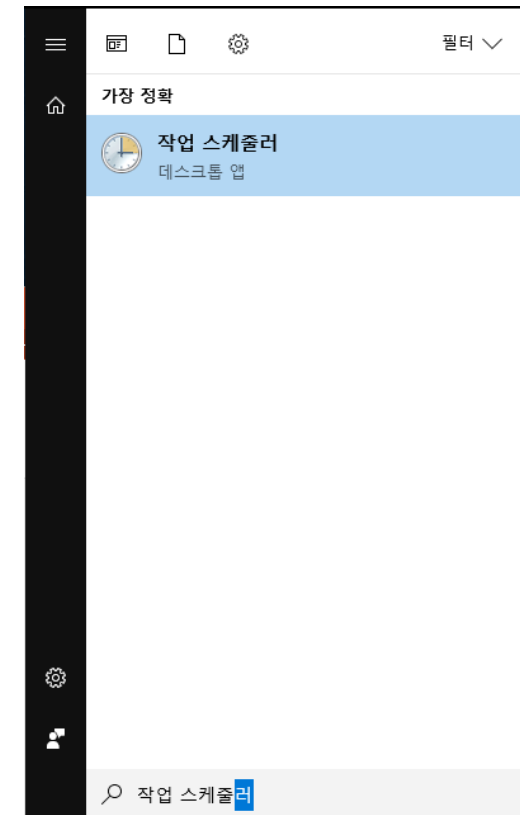 필터
가장 정확
작업 스케줄러
데스크톱 앱
작업 스케줄러